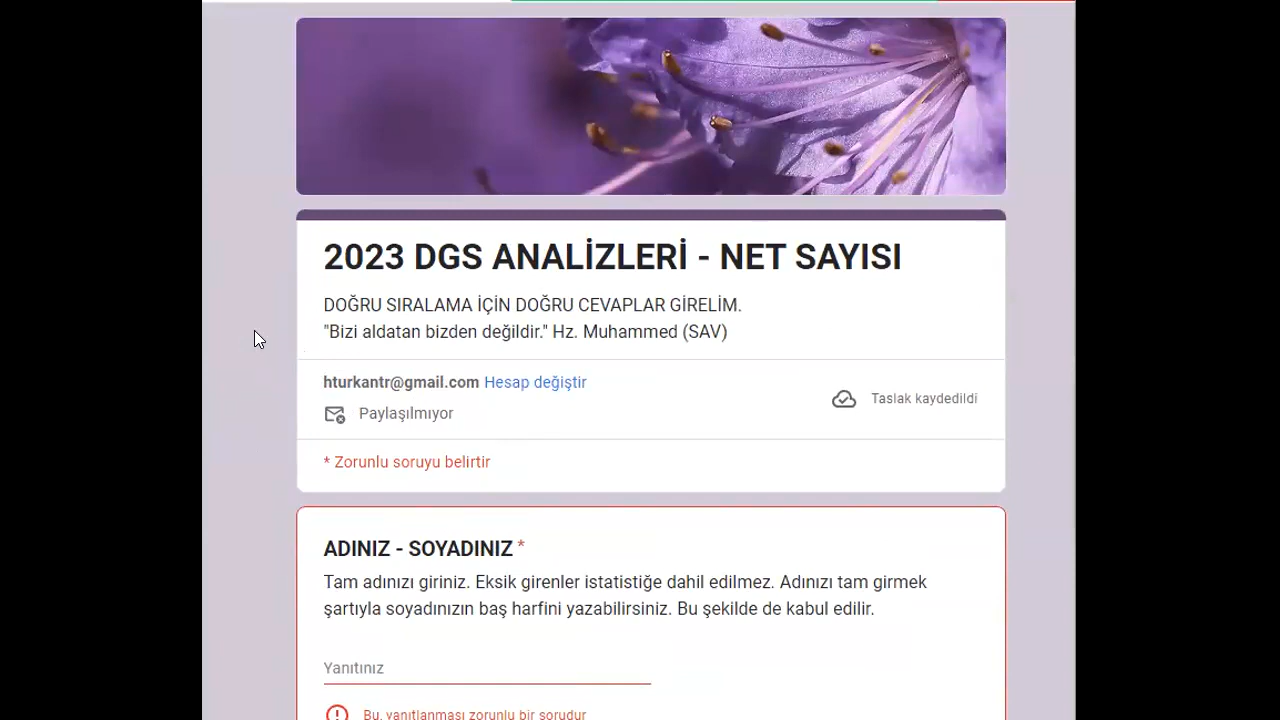 2023 DGS ANALİZLERİ - NET SAYISI
DOĞRU SIRALAMA İÇİN DOĞRU CEVAPLAR GİRELİM.
"Bizi aldatan bizden değildir." Hz. Muhammed (SAV)
hturkantr@gmail.com Hesap değiştir
Paylaşılmıyor
Taslak kaydedildi
* Zorunlu soruyu belirtir
ADINIZ - SOYADINIZ *
Tam adınızı giriniz. Eksik girenler istatistiğe dahil edilmez. Adınızı tam girmek
şartıyla soyadınızın baş harfini yazabilirsiniz. Bu şekilde de kabul edilir.
Yanıtınız
Bu, yanıtlanması zorunlu bir sorudur